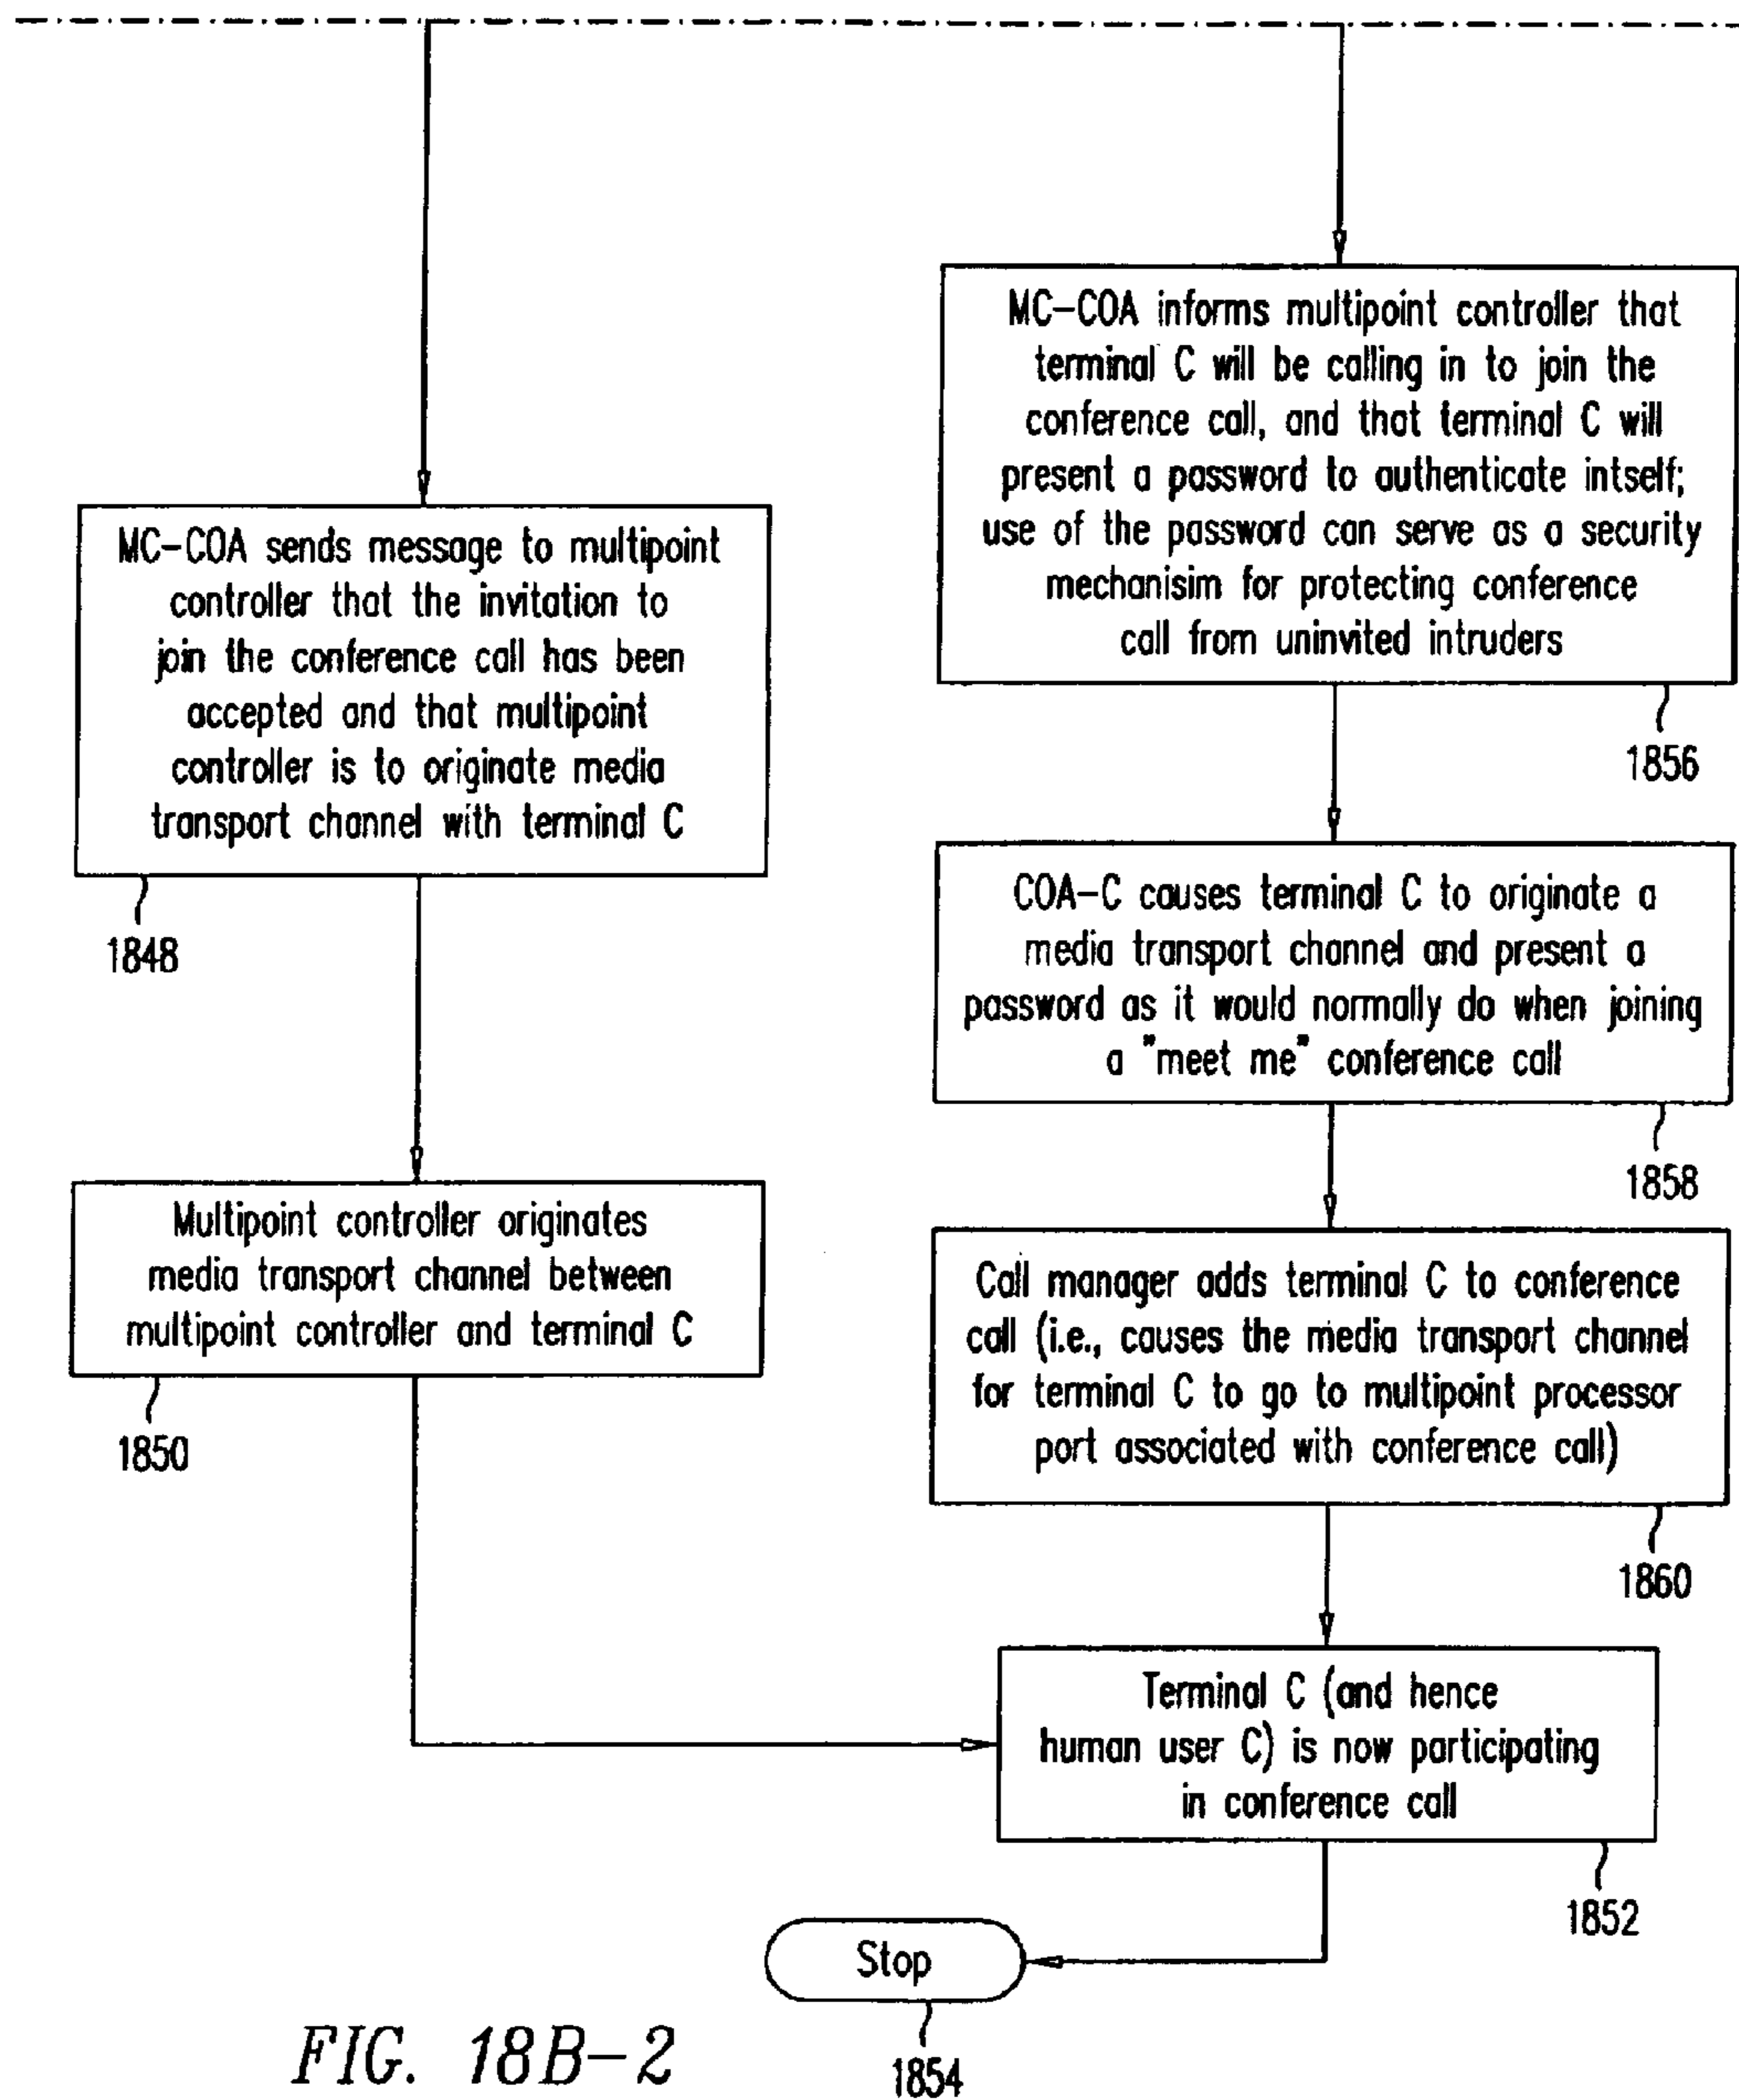 MC-COA sends message to multipoint
controller that the invitation to
join the conference call has been
accepted and that multipoint
controller is to originate media
transport channel with terminal C
1848
Multipoint controller originates
media transport channel between
multipoint controller and terminal C
1850
MC-COA informs multipoint controller that
terminal C will be calling in to join the
conference call, and that terminal C will
present a password to authenticate intself;
use of the password can serve as a security
mechanisim for protecting conference
call from uninvited intruders
1856
COA-C causes terminal C to originate a
media transport channel and present a
password as it would normally do when joining
a "meet me" conference call
1858
Call manager adds terminal C to conference
call (i.e., causes the media transport channel
for terminal C to go to multipoint processor
port associated with conference call)
1860
Terminal C (and hence
human user C) is now participating
in conference call
1852
Stop
1854
FIG. 18B-2